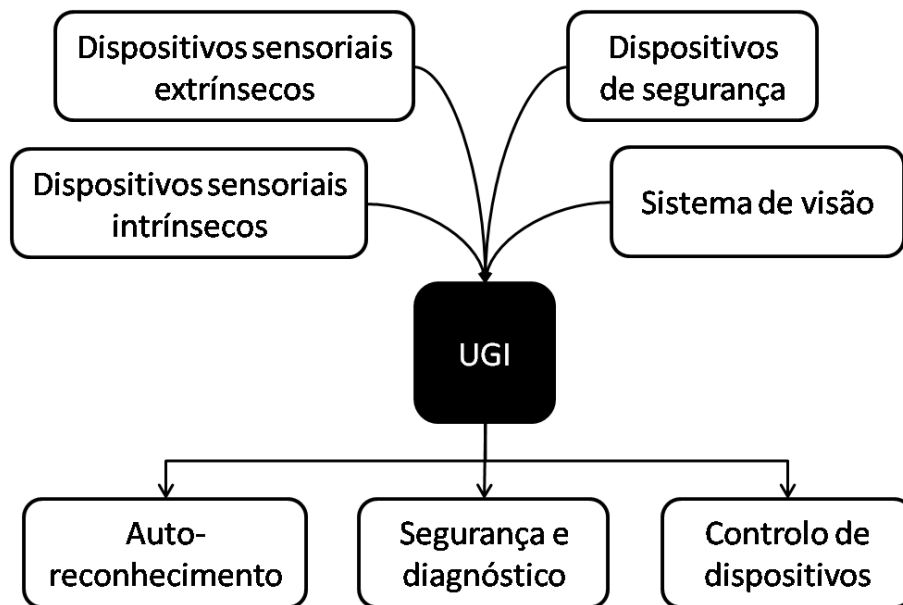 Dispositivos sensoriais
extrínsecos
Dispositivos
de segurança
Dispositivos sensoriais
intrínsecos
Sistema de visão
UGI
Auto-
reconhecimento
Segurança e
diagnóstico
Controlo de
dispositivos